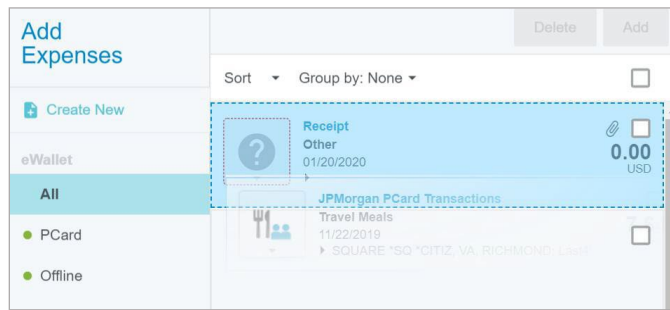 Add
Expenses
Delete Add
Sort Group by: None
Create New
Receipt
Other
0.00
01/20/2020
USD
eWallet
All
JPMorgan PCard Transactions
Travel Meals
11/22/2019
PCard
SQUARE *SQ *CITIZ, VA, RICHMOND,
Offline